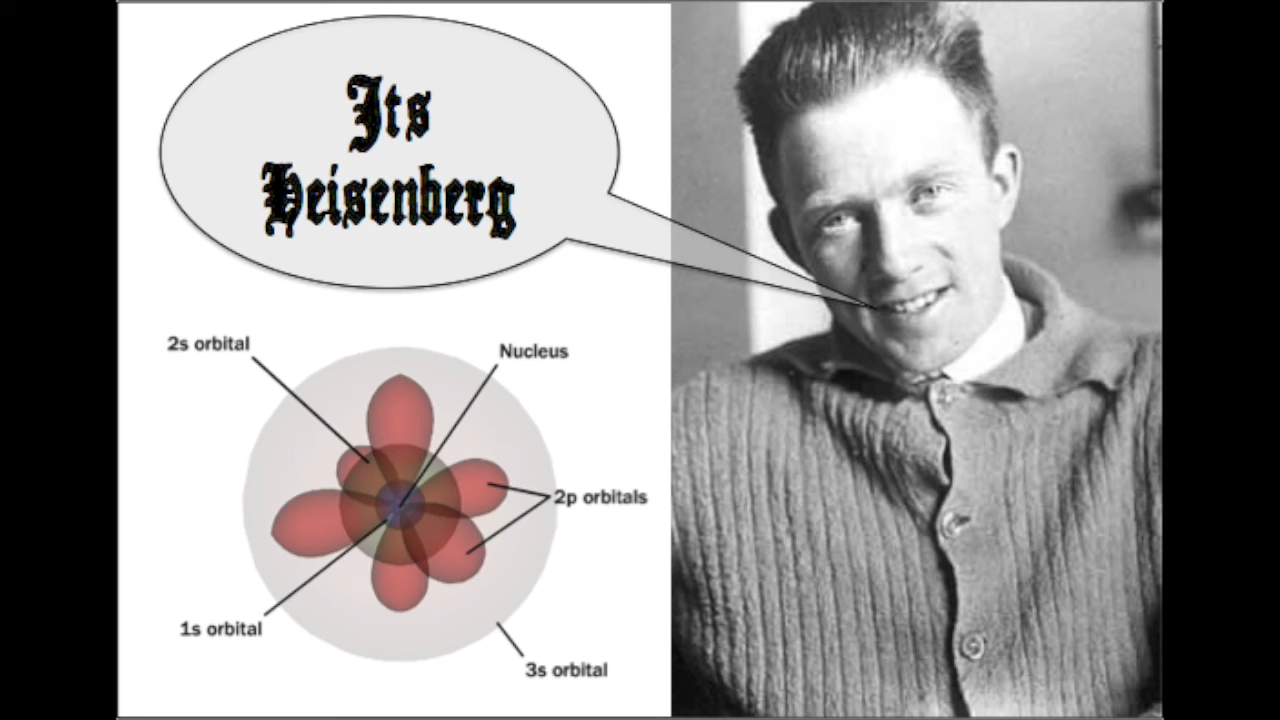 Its
Heisenberg
2s orbital
Nucleus
2p orbitals
1s orbital
3s orbital